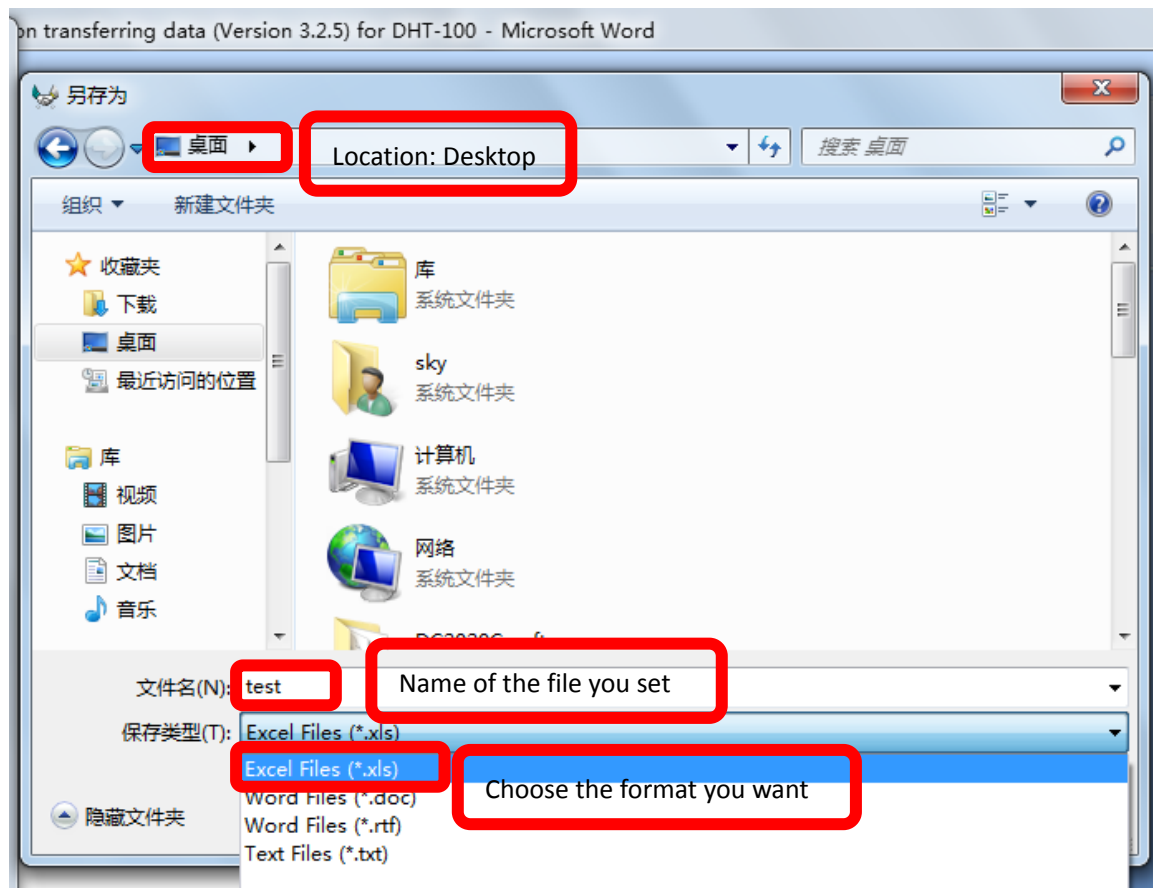 on transferring data (Version 3.2.5) for DHT-100 - Microsoft Word
另存为
桌面
Location: Desktop
搜索 桌面
组织
新建文件夹
收藏夹
下载
桌面
最近访问的位置
库
视频
图片
文档
音乐
库
系统文件夹
sky
系统文件夹
计算机
系统文件夹
网络
系统文件夹
文件名(N): test
Name of the file you set
保存类型(T): Excel Files (*.xls)
Excel Files (*.xls)
Choose the format you want
Word Files (*.doc)
Word Files (*.rtf)
Text Files (*.txt)
隐藏文件夹